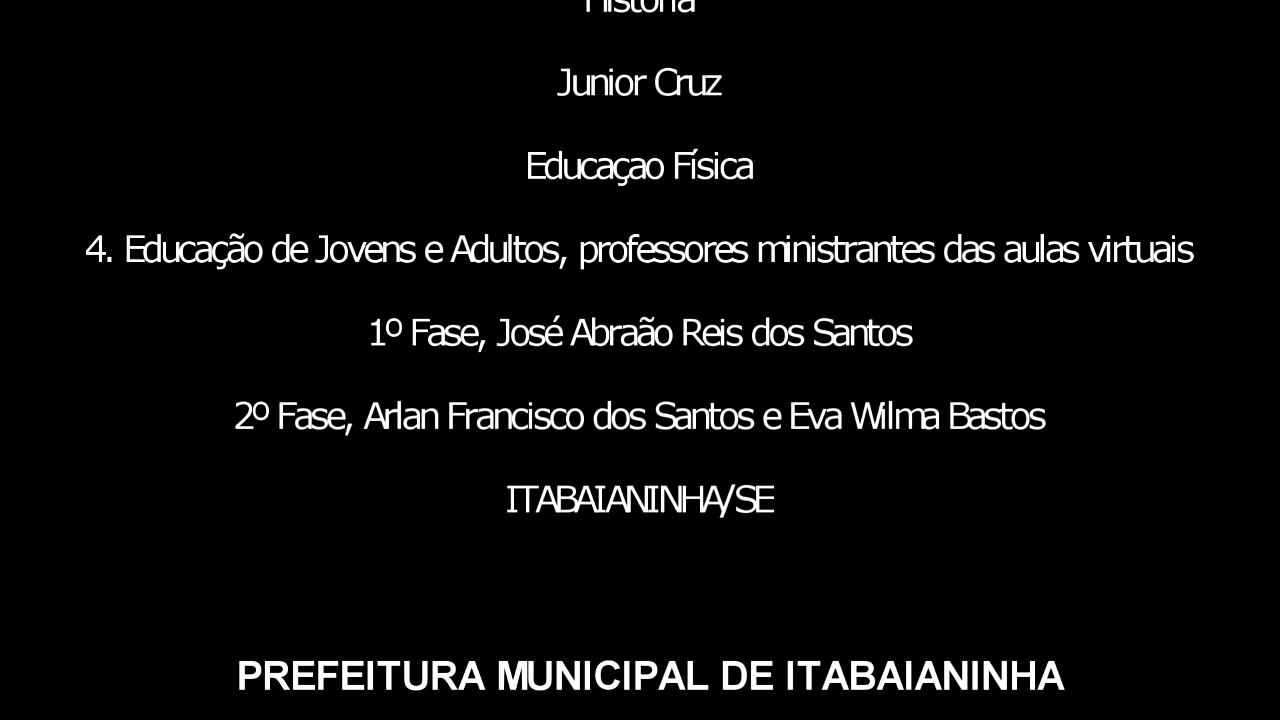 História
Junior Cruz
Educaçao Física
4. Educação de Jovens e Adultos, professores ministrantes das aulas virtuais
1º Fase, José Abraão Reis dos Santos
2º Fase, Arlan Francisco dos Santos e Eva Wilma Bastos
ITABAIANINHA/SE
PREFEITURA MUNICIPAL DE ITABAIANINHA